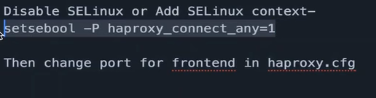 Disable SELinux or Add SELinux context-
setsebool -P haproxy_connect_any=1
Then change port for frontend in haproxy.cfg